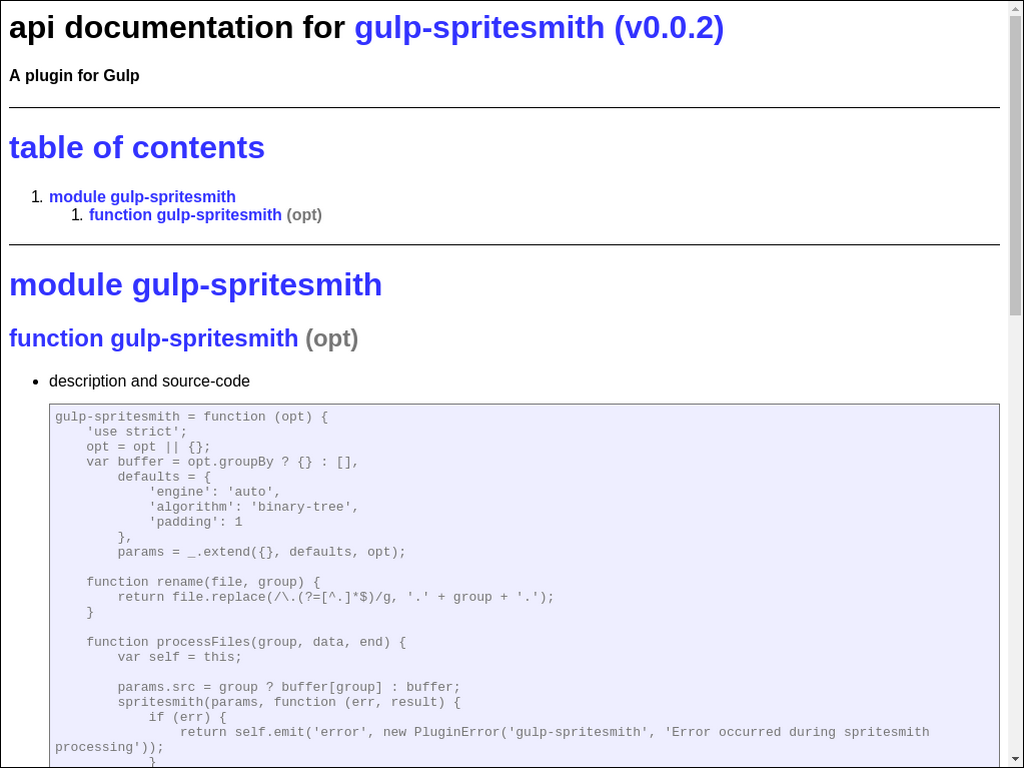 api documentation for gulp-spritesmith (v0.0.2)
A plugin for Gulp
table of contents
1. module gulp-spritesmith
1. function gulp-spritesmith (opt)
module gulp-spritesmith
function gulp-spritesmith (opt)
• description and source-code
gulp-spritesmith = function (opt) {
    'use strict';
    opt = opt || {};
    var buffer = opt.groupBy ? {} : [],
        defaults = {
            'engine': 'auto',
            'algorithm': 'binary-tree',
            'padding': 1
        },
        params = _.extend({}, defaults, opt);
    function rename(file, group) {
        return file.replace(/\.(?=[^.]*$)/g, '.' + group + '.');
    }
    function processFiles(group, data, end) {
        var self = this;
        params.src = group ? buffer[group] : buffer;
        spritesmith(params, function (err, result) {
            if (err) {
                return self.emit('error', new PluginError('gulp-spritesmith', 'Error occurred during spritesmith
processing'));
            }